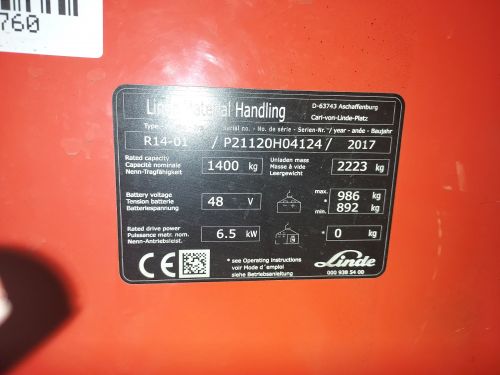 760
Linde Material Handling
D-63743 Aschaffenburg
Carl-von-Linde-Platz
Type serial no. - No. de série - Serien-Nr. / year - année - Baujahr
R14-01 / P21120H04124 / 2017
Rated capacity
Capacité nominale
Nenn-Tragfähigkeit
1400 kg
Unladen mass
Masse à vide
Leergewicht
2223 kg
Battery voltage
Tension batterie
Batteriespannung
48 V
max. * 986 kg
min. * 892 kg
Rated drive power
Puissance matr. nom.
Nenn-Antriebsleist.
6.5 kW
* 0 kg
CE
* see Operating Instructions
voir Mode d´emploi
siehe Betriebsanleitung
Linde
000 938 54 00